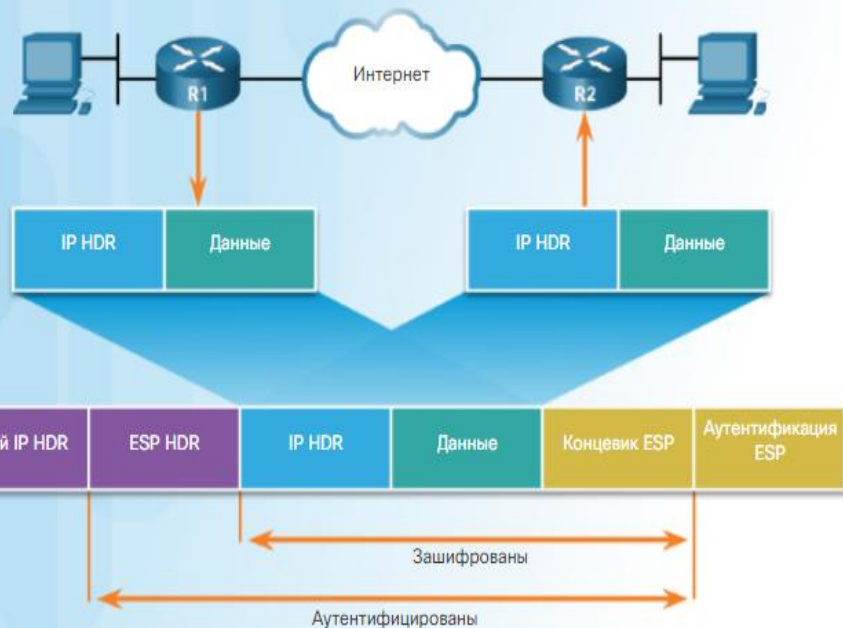 Интернет
R1
R2
IP HDR
Данные
IP HDR
Данные
й IP HDR
ESP HDR
IP HDR
Данные
Концевик ESP
Аутентификация
ESP
Зашифрованы
Аутентифицированы